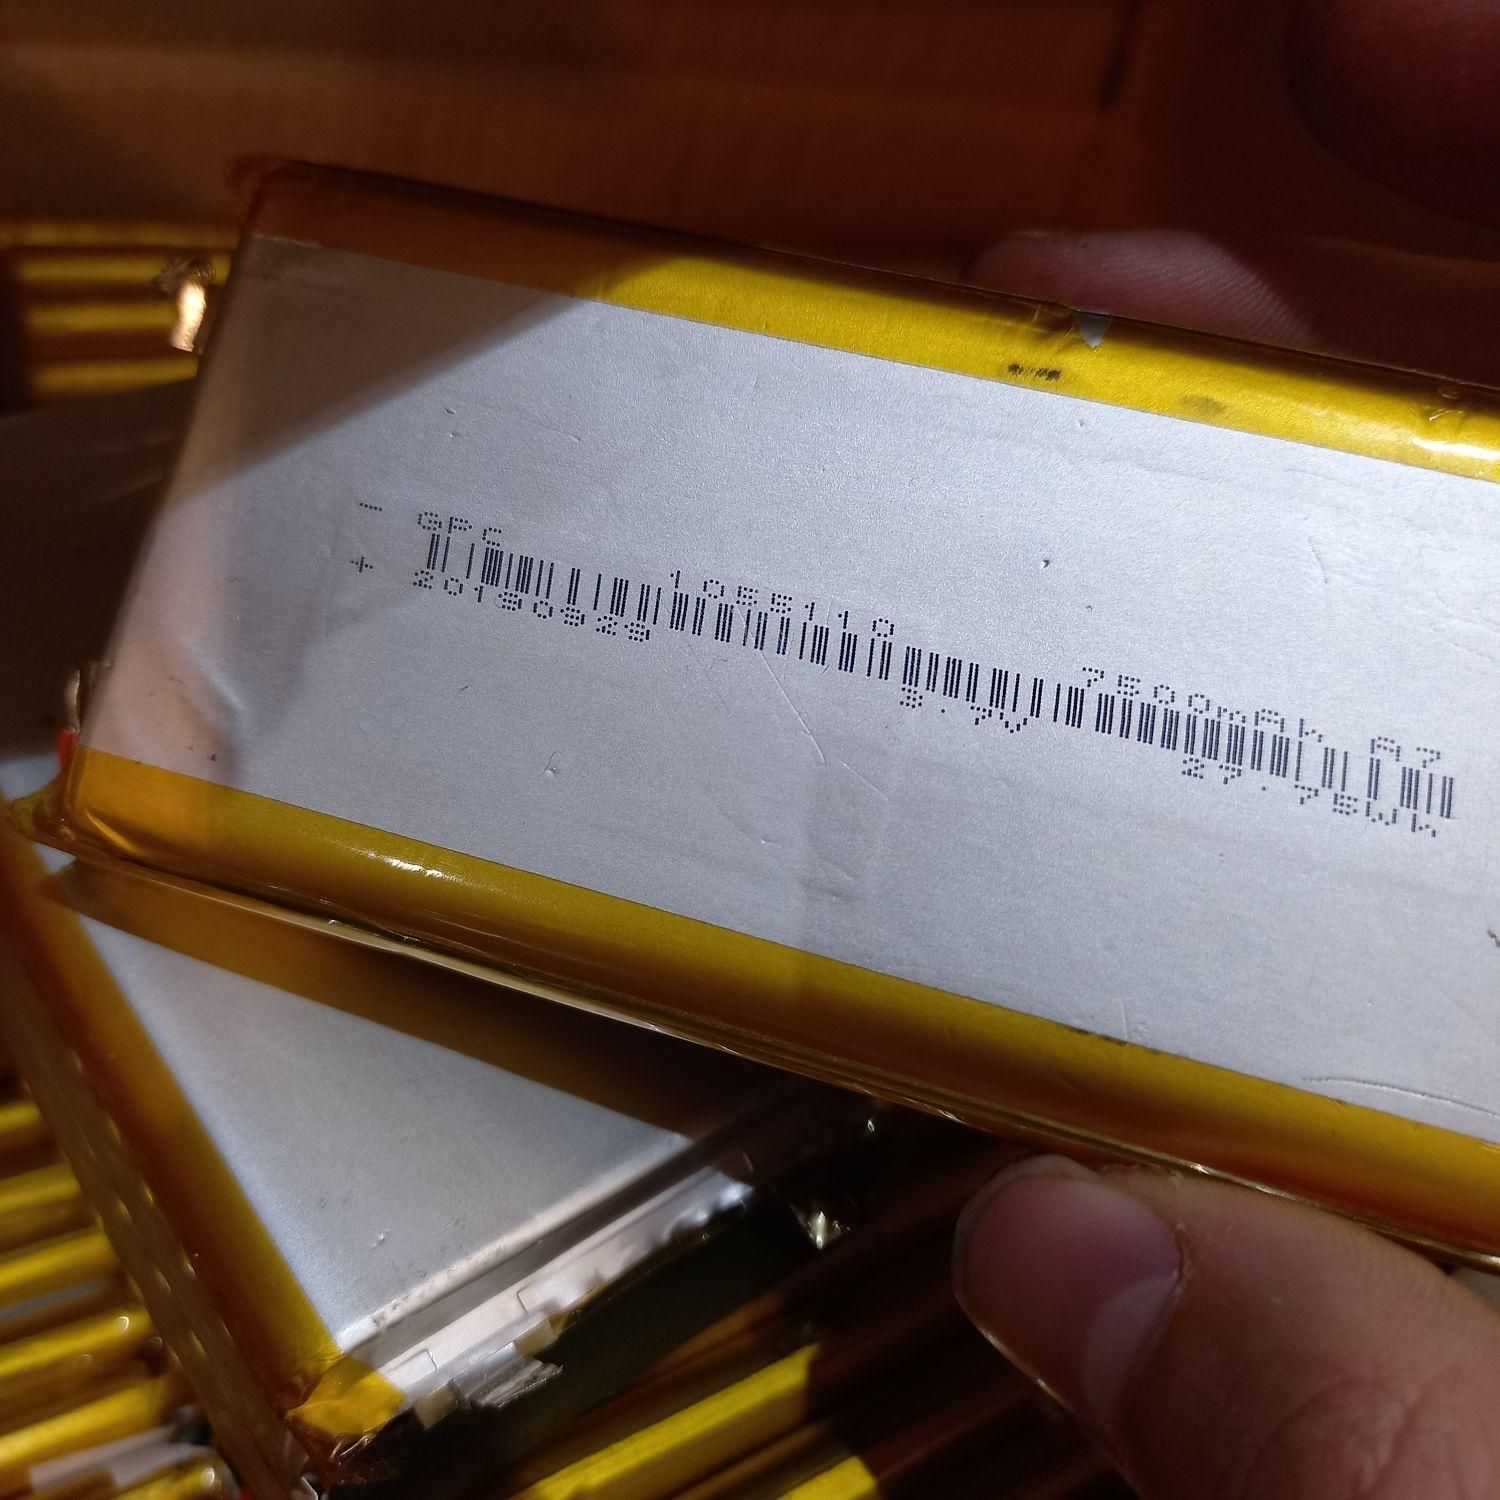 - GPC 1055110 7500mAh A7
+ 20190929 3.7V 27.75Wh